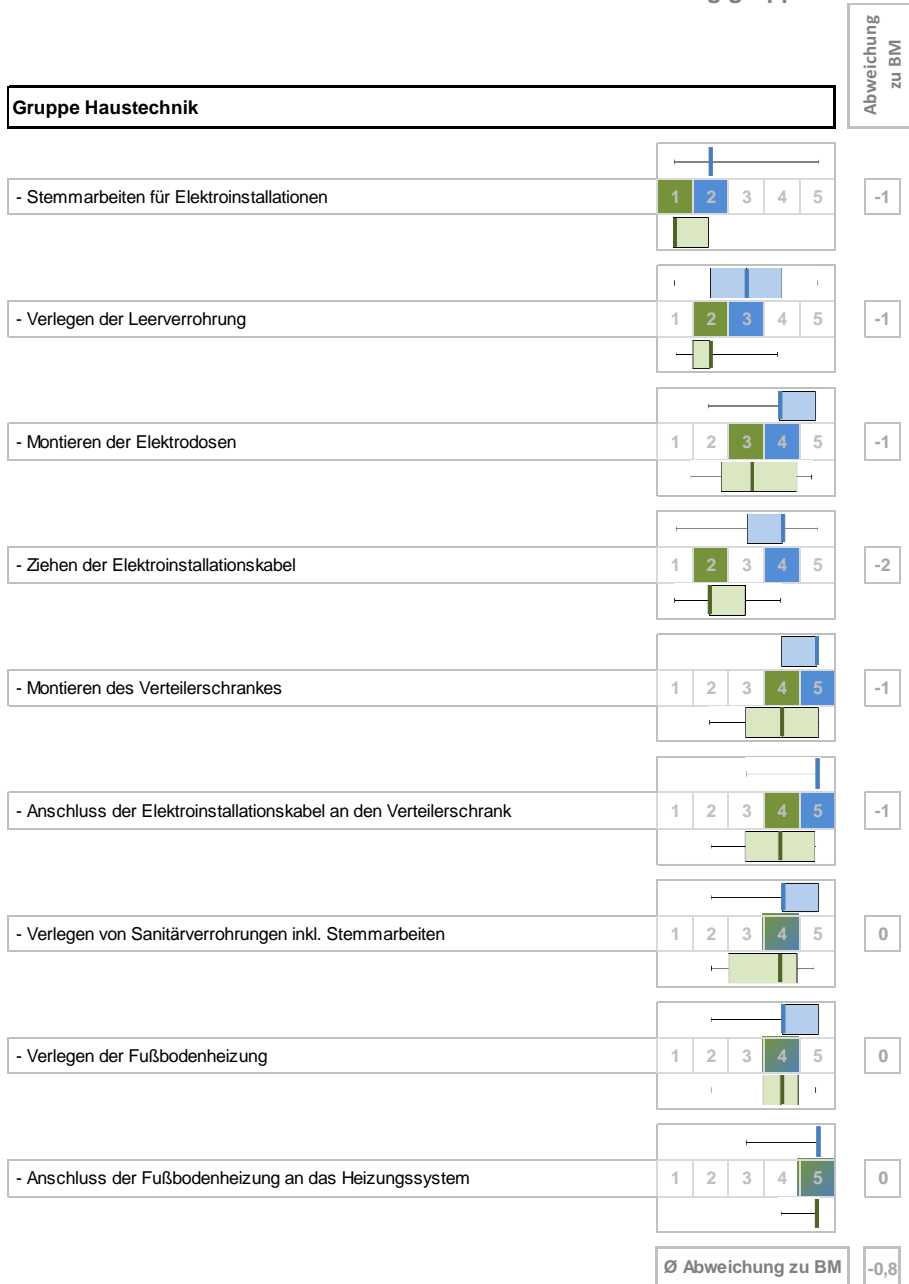 Abweichung
zu BM
Gruppe Haustechnik
- Stemmarbeiten für Elektroinstallationen
1 2 3 4 5
-1
- Verlegen der Leerverrohrung
1 2 3 4 5
-1
- Montieren der Elektrodosen
1 2 3 4 5
-1
- Ziehen der Elektroinstallationskabel
1 2 3 4 5
-2
- Montieren des Verteilerschrankes
1 2 3 4 5
-1
- Anschluss der Elektroinstallationskabel an den Verteilerschrank
1 2 3 4 5
-1
- Verlegen von Sanitärverrohrungen inkl. Stemmarbeiten
1 2 3 4 5
0
- Verlegen der Fußbodenheizung
1 2 3 4 5
0
- Anschluss der Fußbodenheizung an das Heizungssystem
1 2 3 4 5
0
Ø Abweichung zu BM
-0,8